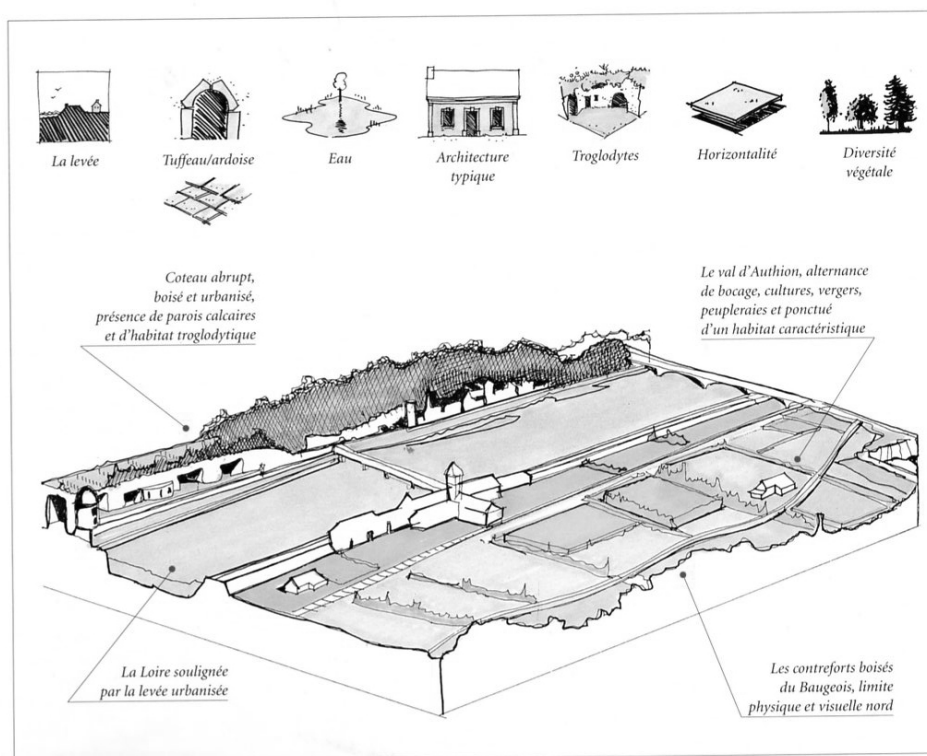 La levée
Tuffeau/ardoise
Eau
Architecture
typique
Troglodytes
Horizontalité
Diversité
végétale
Coteau abrupt,
boisé et urbanisé,
présence de parois calcaires
et d'habitat troglodytique
Le val d'Authion, alternance
de bocage, cultures, vergers,
peupleraies et ponctué
d'un habitat caractéristique
La Loire soulignée
par la levée urbanisée
Les contreforts boisés
du Baugeois, limite
physique et visuelle nord